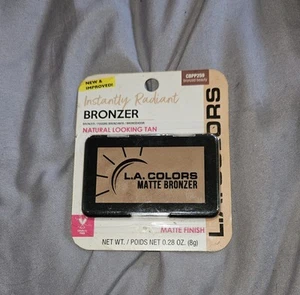 NEW &
IMPROVED!
Instantly Radiant
BRONZER
NATURAL LOOKING TAN
L.A. COLORS
MATTE BRONZER
MATTE FINISH
NET WT. / POIDS NET 0.28 OZ. (8g)
L.A. COLORS